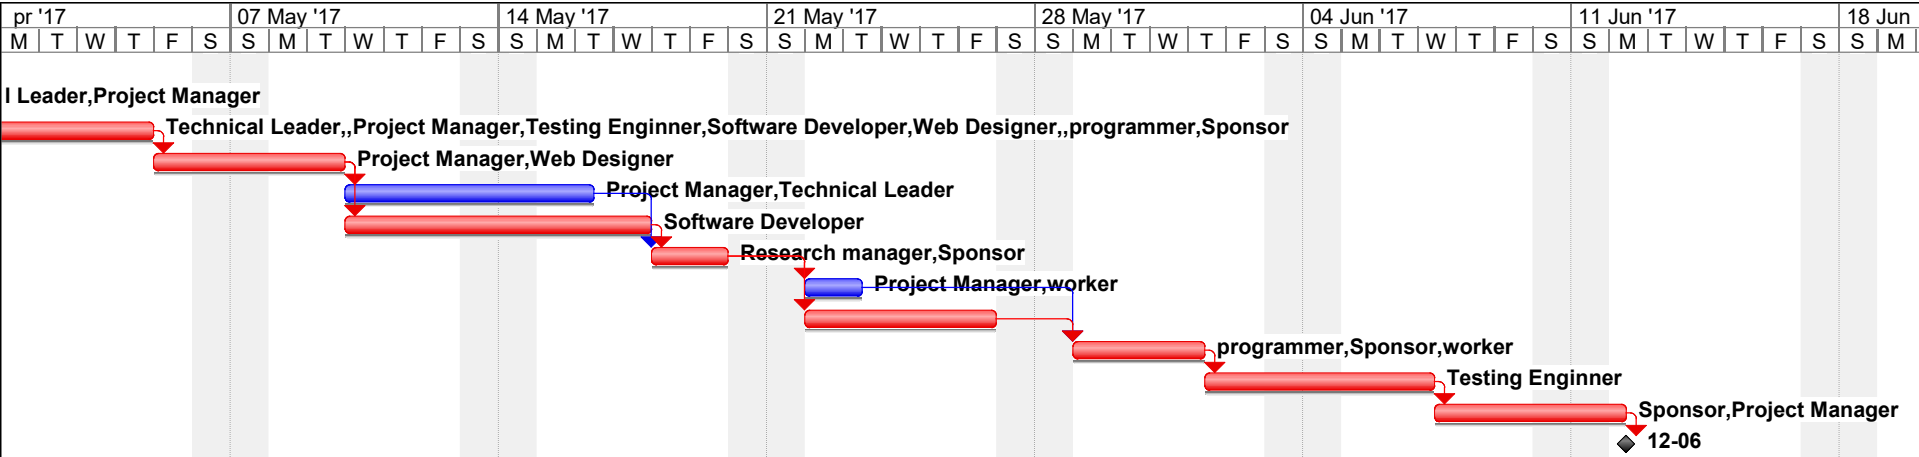 pr '17 07 May '17 14 May '17 21 May '17 28 May '17 04 Jun '17 11 Jun '17 18 Jun
M T W T F S S M T W T F S S M T W T F S S M T W T F S S M T W T F S S M T W T F S S M T W T F S S M
l Leader,Project Manager
Technical Leader,,Project Manager,Testing Enginner,Software Developer,Web Designer,,programmer,Sponsor
Project Manager,Web Designer
Project Manager,Technical Leader
Software Developer
Research manager,Sponsor
Project Manager,worker
programmer,Sponsor,worker
Testing Enginner
Sponsor,Project Manager
12-06